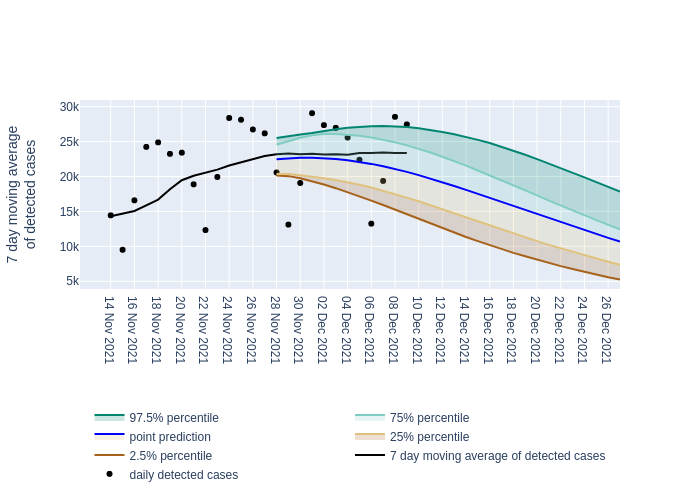 30k
25k
20k
15k
10k
5k
7 day moving average
of detected cases
14 Nov 2021
16 Nov 2021
18 Nov 2021
20 Nov 2021
22 Nov 2021
24 Nov 2021
26 Nov 2021
28 Nov 2021
30 Nov 2021
02 Dec 2021
04 Dec 2021
06 Dec 2021
08 Dec 2021
10 Dec 2021
12 Dec 2021
14 Dec 2021
16 Dec 2021
18 Dec 2021
20 Dec 2021
22 Dec 2021
24 Dec 2021
26 Dec 2021
97.5% percentile
75% percentile
point prediction
25% percentile
2.5% percentile
7 day moving average of detected cases
daily detected cases